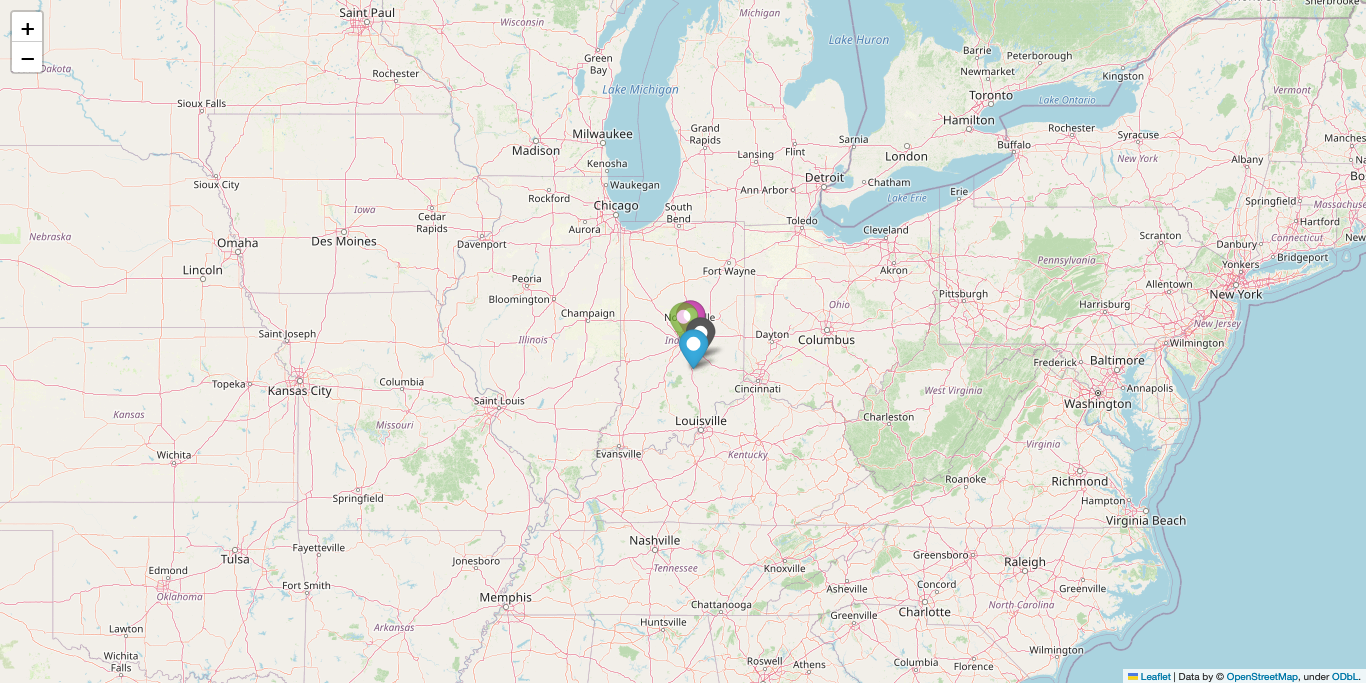 Saint Paul
Wisconsin
Michigan
Sherbrooke
+
−
Dakota
Green
Bay
Lake Huron
Barrie
Peterborough
Newmarket
Rochester
Lake Michigan
Kingston
Vermont
Toronto
Lake Ontario
Sioux Falls
Hamilton
Milwaukee
Grand
Rapids
Sarnia
Rochester
Syracuse
Manches
Madison
Lansing
Flint
London
Buffalo
New York
Albany
Kenosha
Sioux City
Waukegan
Ann Arbor
Detroit
Chatham
Erie
Bo
Rockford
Lake Erie
Springfield
Massachuse
Iowa
Cedar
Rapids
Chicago
South
Bend
Toledo
Hartford
Nebraska
Omaha
Des Moines
Davenport
Aurora
Cleveland
Scranton
Danbury
Connecticut
New
Bridgeport
Lincoln
Peoria
Fort Wayne
Akron
Pennsylvania
Yonkers
Allentown
Bloomington
Pittsburgh
Harrisburg
New York
Champaign
Ohio
New Jersey
Saint Joseph
Illinois
Dayton
Columbus
Wilmington
Frederick
Baltimore
Topeka
Kansas City
Columbia
Cincinnati
West Virginia
Annapolis
Saint Louis
Washington
Kansas
Missouri
Louisville
Charleston
Wichita
Evansville
Kentucky
Virginia
Springfield
Roanoke
Richmond
Hampton
Virginia Beach
Nashville
Tulsa
Fayetteville
Jonesboro
Tennessee
Knoxville
Greensboro
Raleigh
Edmond
Fort Smith
Asheville
Concord
Greenville
Oklahoma
Memphis
Chattanooga
Greenville
Charlotte
North Carolina
Lawton
Arkansas
Huntsville
Wichita
Falls
Roswell
Athens
Columbia
Florence
Wilmington
Leaflet | Data by © OpenStreetMap, under ODbL.